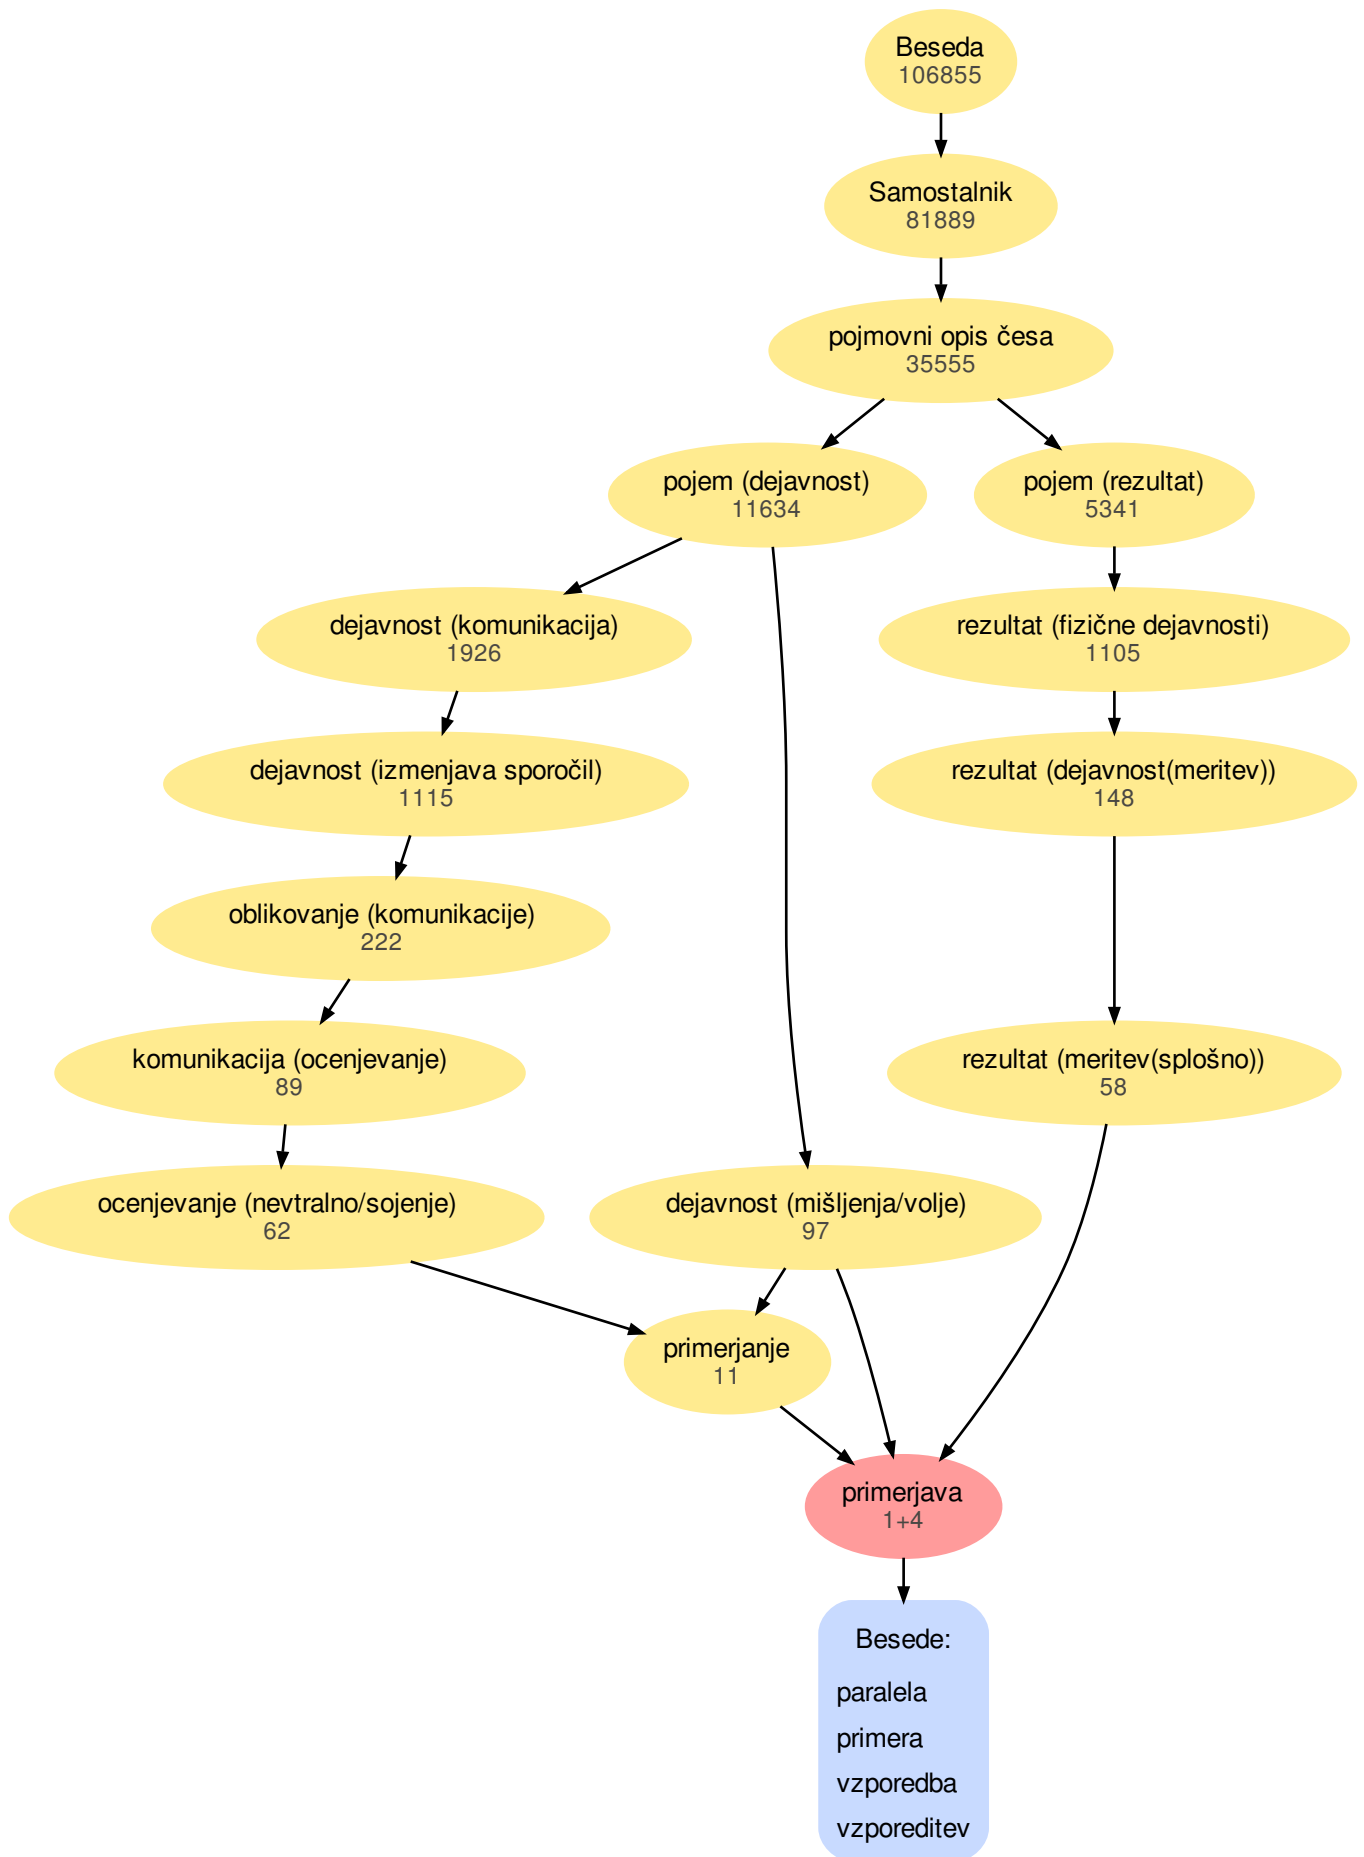 Beseda
106855
Samostalnik
81889
pojmovni opis česa
35555
pojem (dejavnost)
11634
pojem (rezultat)
5341
dejavnost (komunikacija)
1926
rezultat (fizične dejavnosti)
1105
dejavnost (izmenjava sporočil)
1115
rezultat (dejavnost(meritev))
148
oblikovanje (komunikacije)
222
komunikacija (ocenjevanje)
89
rezultat (meritev(splošno))
58
ocenjevanje (nevtralno/sojenje)
62
dejavnost (mišljenja/volje)
97
primerjanje
11
primerjava
1+4
Besede:
paralela
primera
vzporedba
vzporeditev